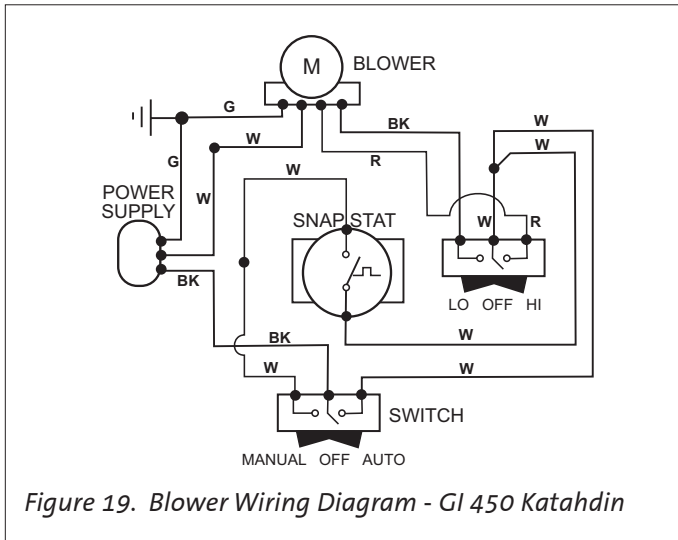 M
BLOWER
G
BK
W
W
W
R
G
W
W
POWER
SUPPLY
SNAP STAT
W
R
BK
LO OFF HI
BK
W
W
W
SWITCH
MANUAL OFF AUTO
Figure 19. Blower Wiring Diagram - GI 450 Katahdin